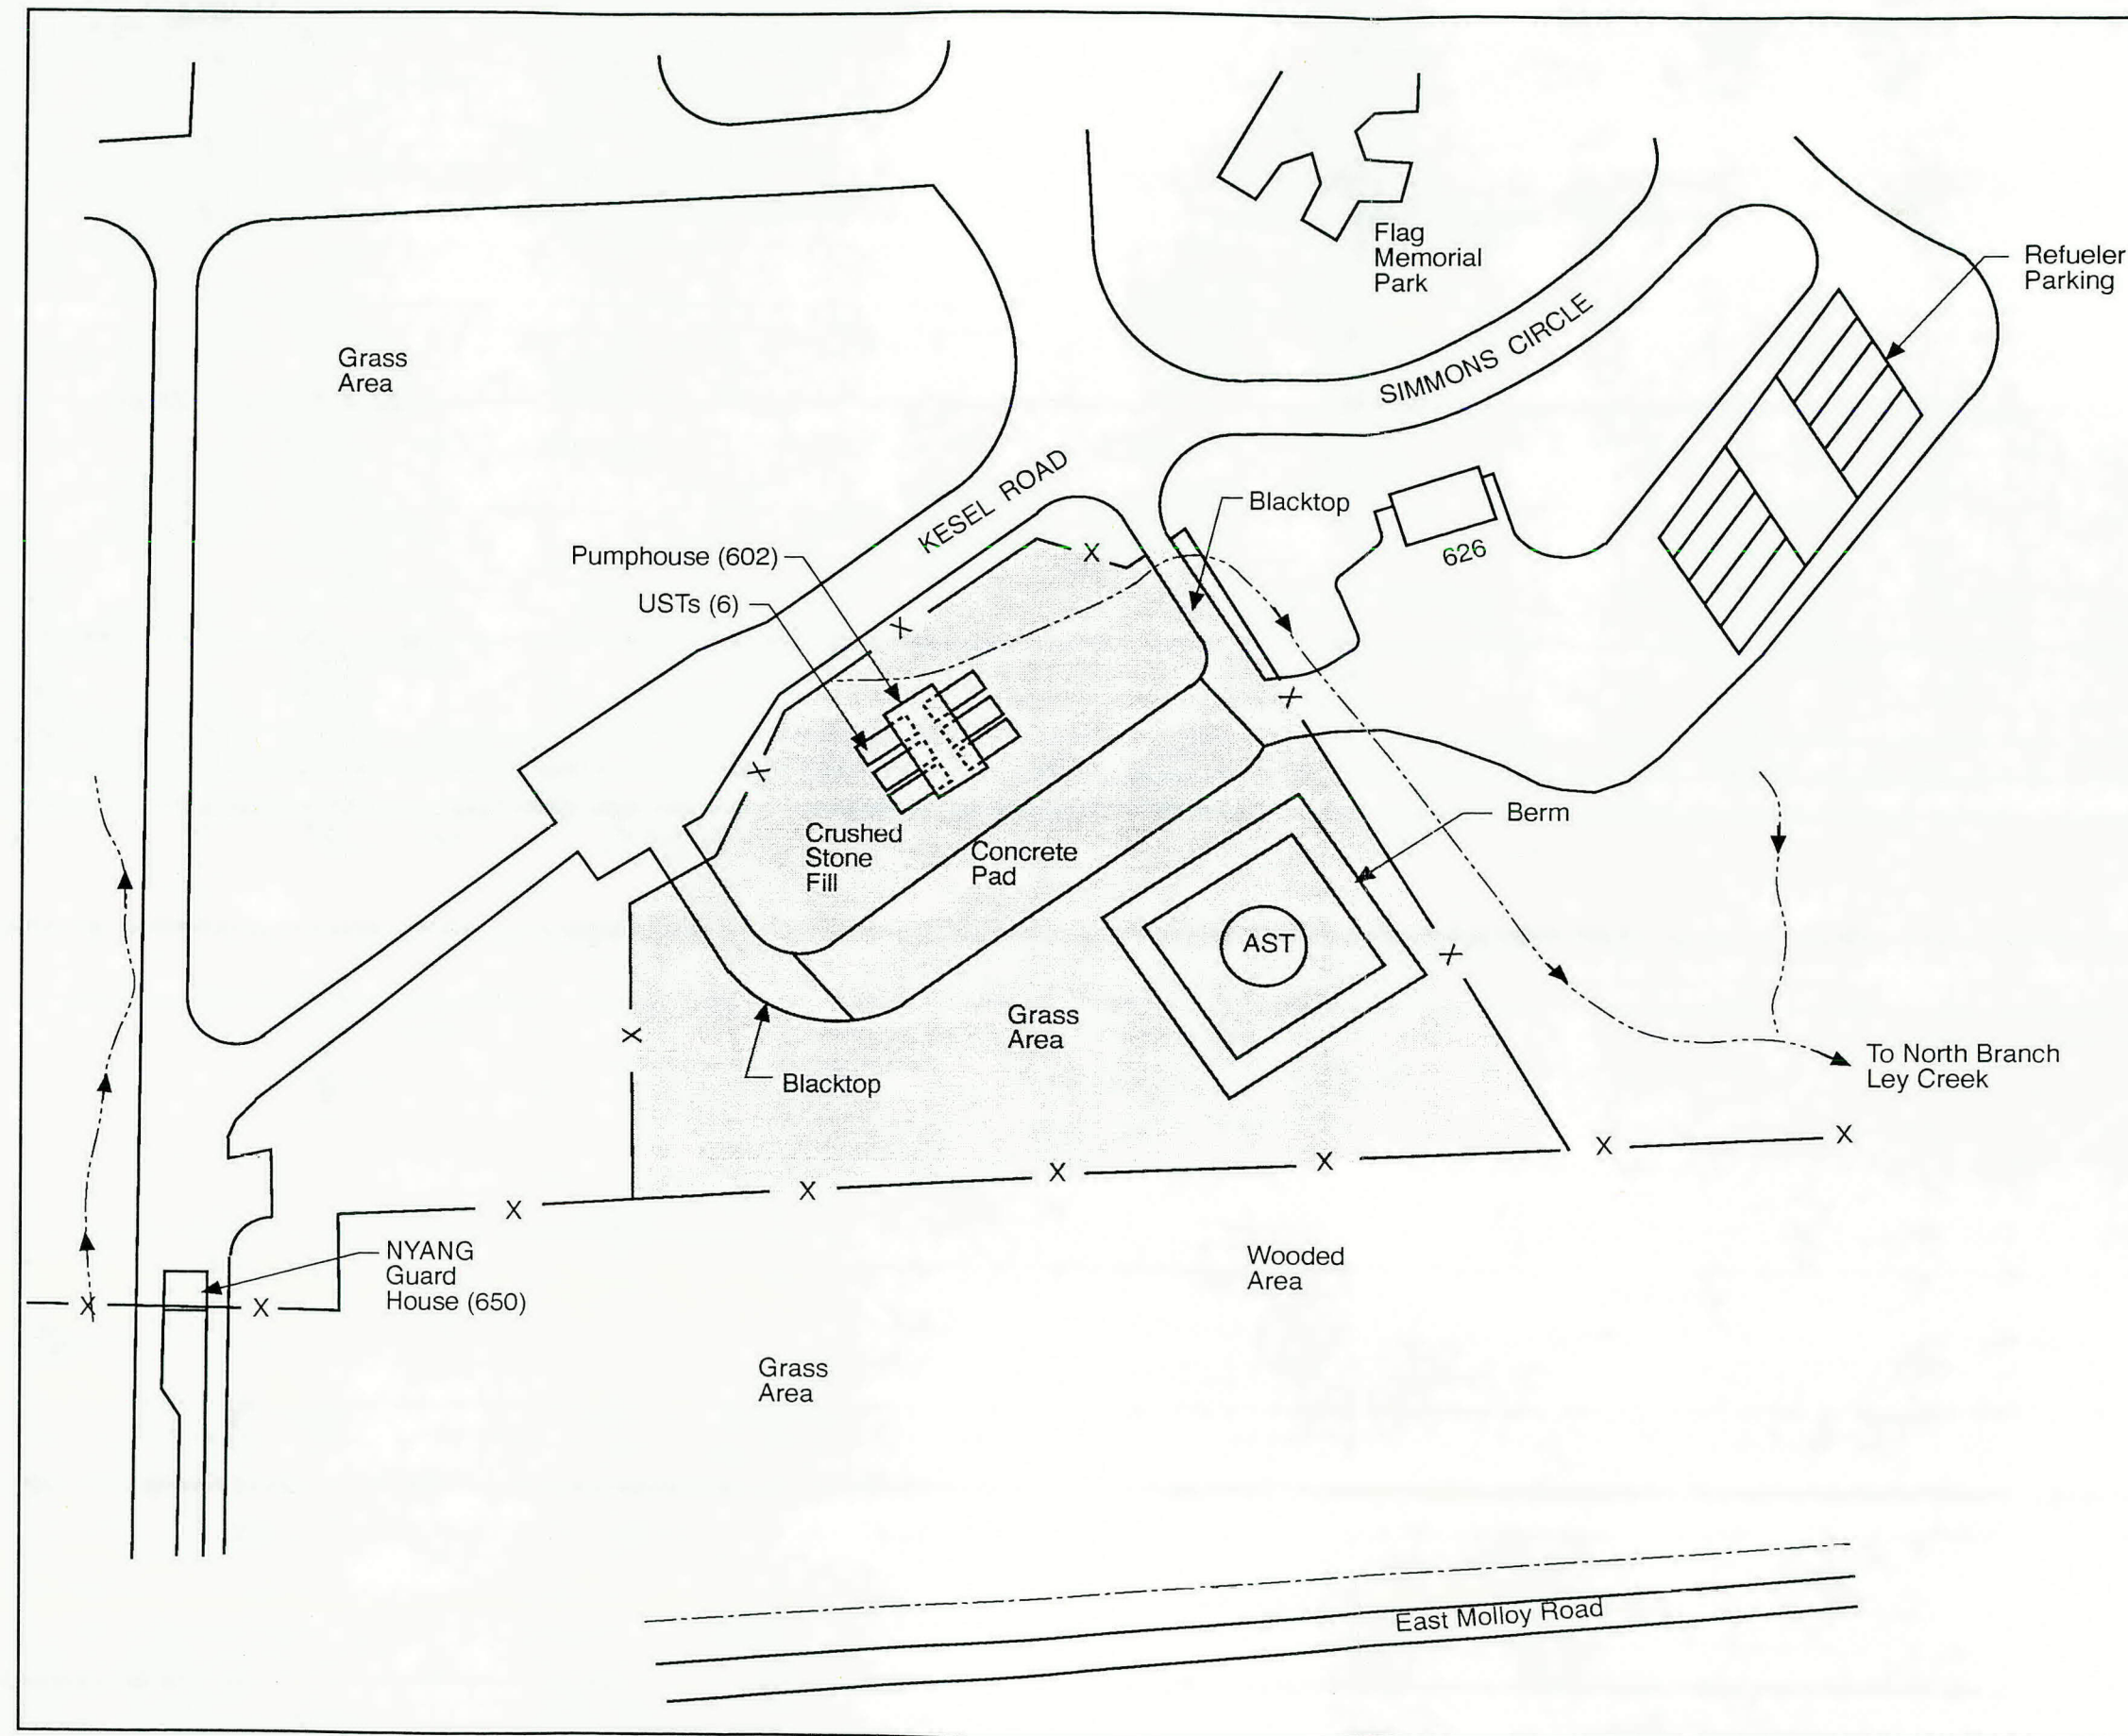 Flag
Memorial
Park
Refueler
Parking
SIMMONS CIRCLE
Grass
Area
KESEL ROAD
Blacktop
Pumphouse (602)
626
USTs (6)
X
X
X
X
Berm
Crushed
Stone
Fill
Concrete
Pad
AST
X
Grass
Area
X
Blacktop
To North Branch
Ley Creek
X
X
X
X
X
X
NYANG
Guard
House (650)
X
X
Wooded
Area
Grass
Area
East Molloy Road